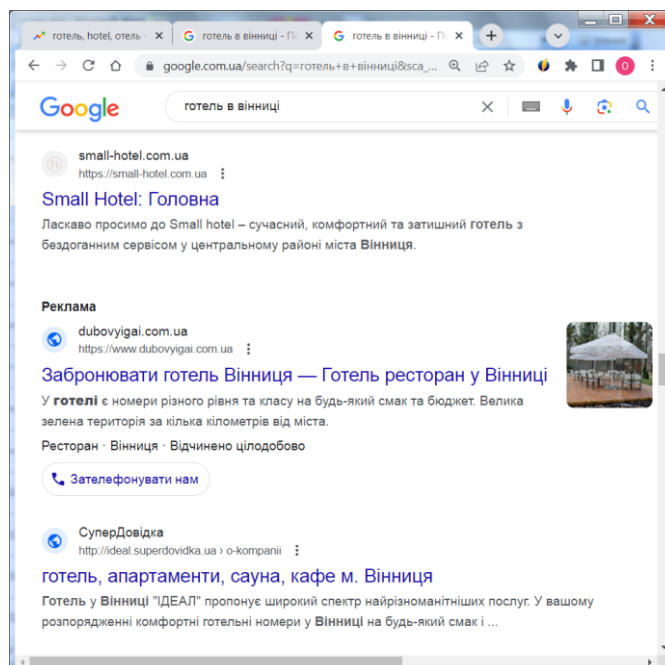 готель, hotel, отель -
готель в вінниці - По
готель в вінниці - По
google.com.ua/search?q=готель+в+вінниці&sca_...
O
Google
готель в вінниці
small-hotel.com.ua
https://small-hotel.com.ua
Small Hotel: Головна
Ласкаво просимо до Small hotel – сучасний, комфортний та затишний готель з
бездоганним сервісом у центральному районі міста Вінниця.
Реклама
dubovyigai.com.ua
https://www.dubovyigai.com.ua
Забронювати готель Вінниця — Готель ресторан у Вінниці
У готелі є номери різного рівня та класу на будь-який смак та бюджет. Велика
зелена територія за кілька кілометрів від міста.
Ресторан · Вінниця · Відчинено цілодобово
Зателефонувати нам
СуперДовідка
http://ideal.superdovidka.ua › o-kompanii
готель, апартаменти, сауна, кафе м. Вінниця
Готель у Вінниці "ІДЕАЛ" пропонує широкий спектр найрізноманітніших послуг. У вашому
розпорядженні комфортні готельні номери у Вінниці на будь-який смак і ...